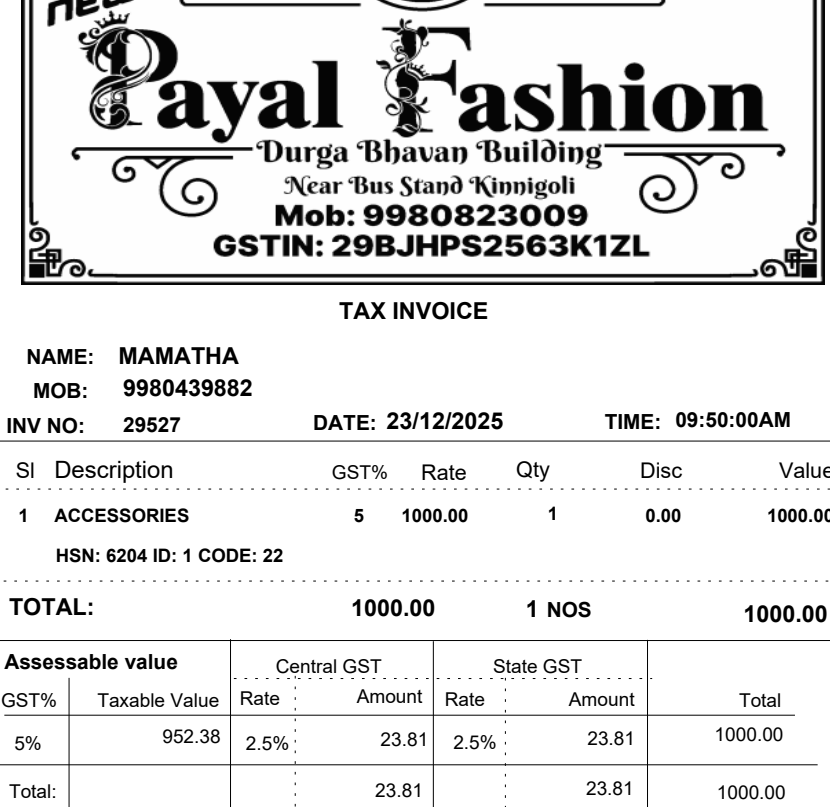 new
Payal Fashion
Durga Bhavan Building
Near Bus Stand Kinnigoli
Mob: 9980823009
GSTIN: 29BJHPS2563K1ZL
TAX INVOICE
NAME: MAMATHA
MOB: 9980439882
INV NO: 29527 DATE: 23/12/2025 TIME: 09:50:00AM
Sl Description GST% Rate Qty Disc Value
1 ACCESSORIES 5 1000.00 1 0.00 1000.00
HSN: 6204 ID: 1 CODE: 22
TOTAL: 1000.00 1 NOS 1000.00
Assessable value Central GST State GST
GST% Taxable Value Rate Amount Rate Amount Total
5% 952.38 2.5% 23.81 2.5% 23.81 1000.00
Total: 23.81 23.81 1000.00